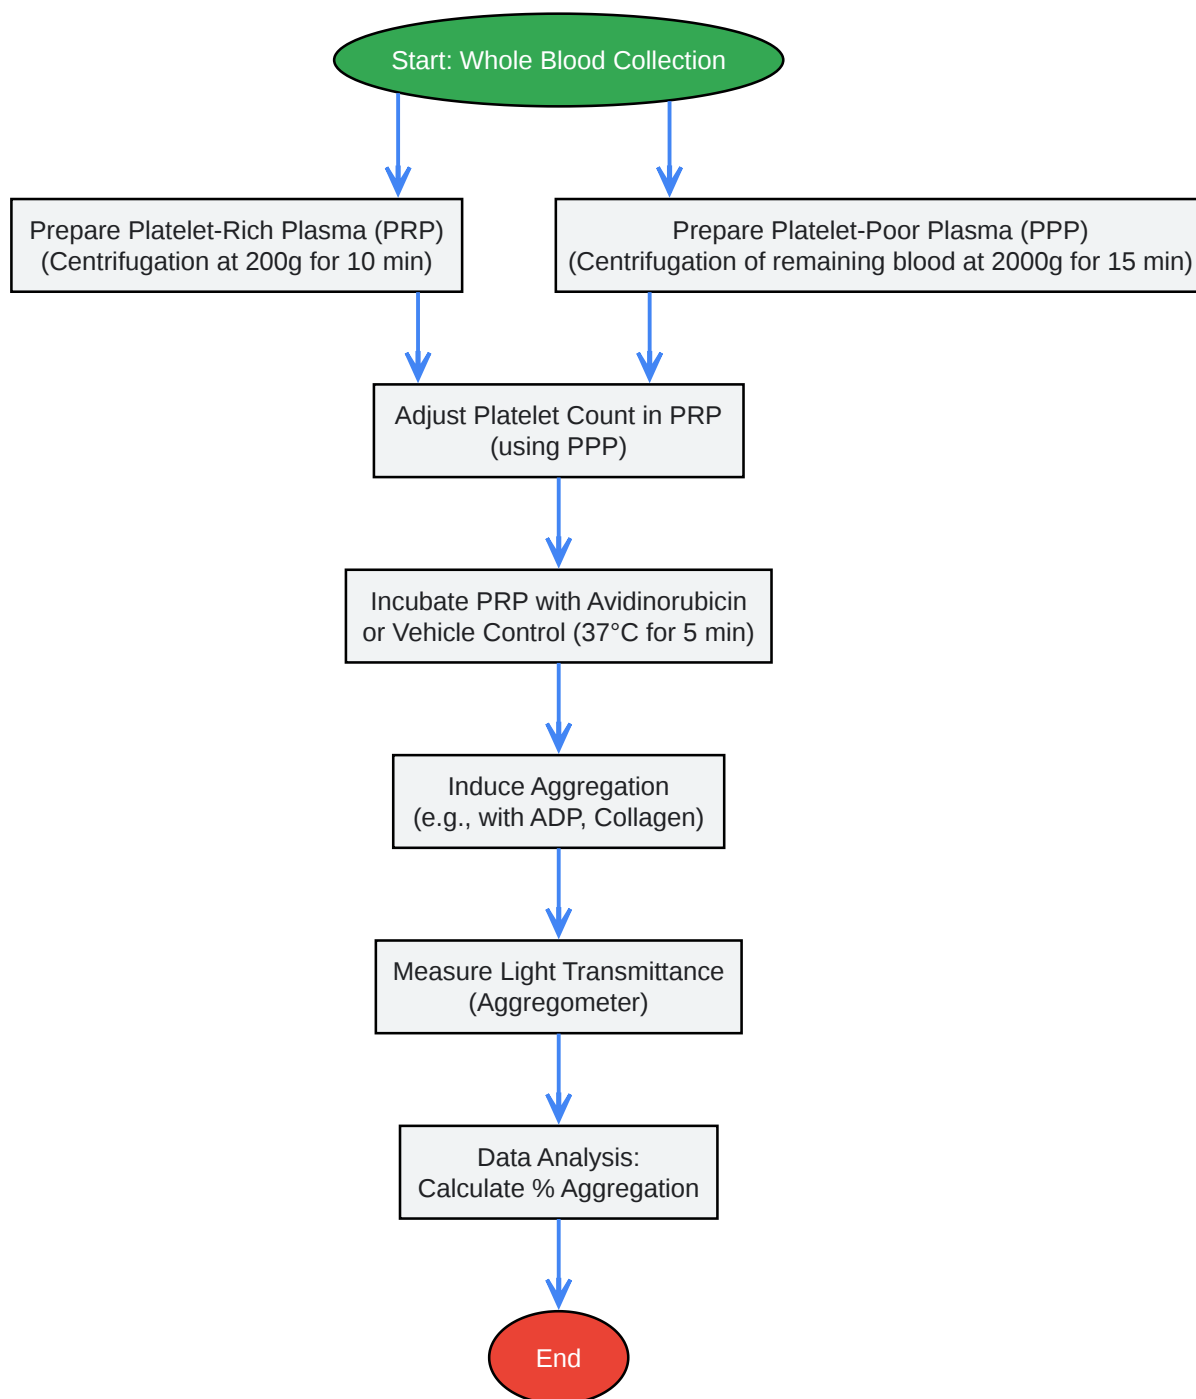 Start: Whole Blood Collection
Prepare Platelet-Rich Plasma (PRP)
(Centrifugation at 200g for 10 min)
Prepare Platelet-Poor Plasma (PPP)
(Centrifugation of remaining blood at 2000g for 15 min)
Adjust Platelet Count in PRP
(using PPP)
Incubate PRP with Avidinorubicin
or Vehicle Control (37°C for 5 min)
Induce Aggregation
(e.g., with ADP, Collagen)
Measure Light Transmittance
(Aggregometer)
Data Analysis:
Calculate % Aggregation
End